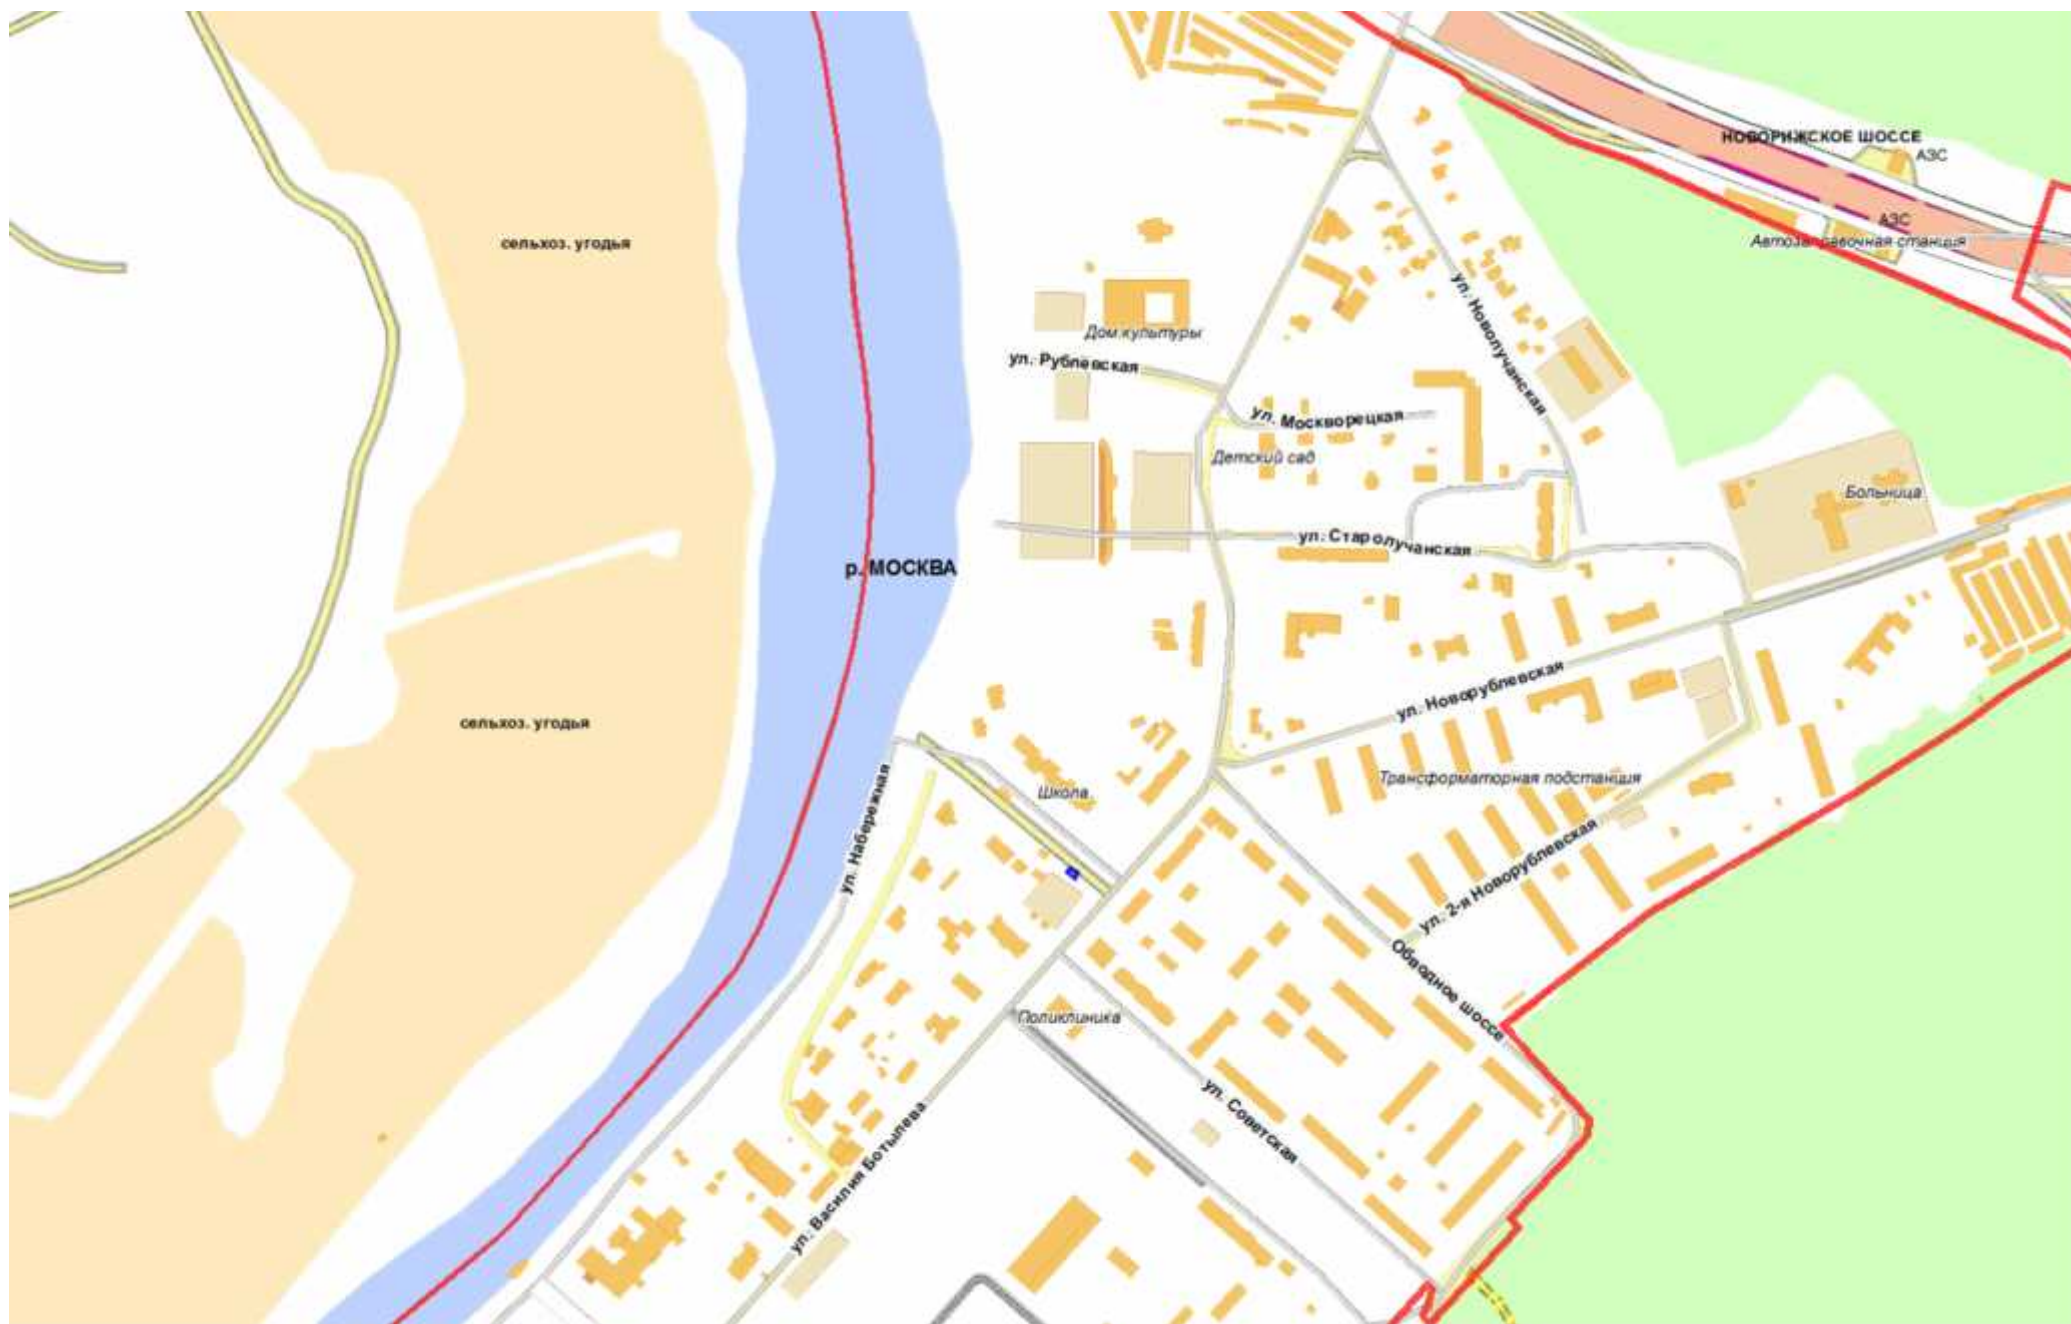 НОВОРИЖСКОЕ ШОССЕ
АЗС
АЗС
Автозаправочная станция
сельхоз. угодья
ул. Новолучанская
Дом культуры
ул. Рублевская
ул. Москворецкая
Детский сад
Больница
ул. Старолучанская
р. МОСКВА
ул. Новорублевская
сельхоз. угодья
Трансформаторная подстанция
Школа
ул. Набережная
ул. 2-я Новорублевская
Обводное шоссе
Поликлиника
ул. Советская
ул. Василия Ботылева